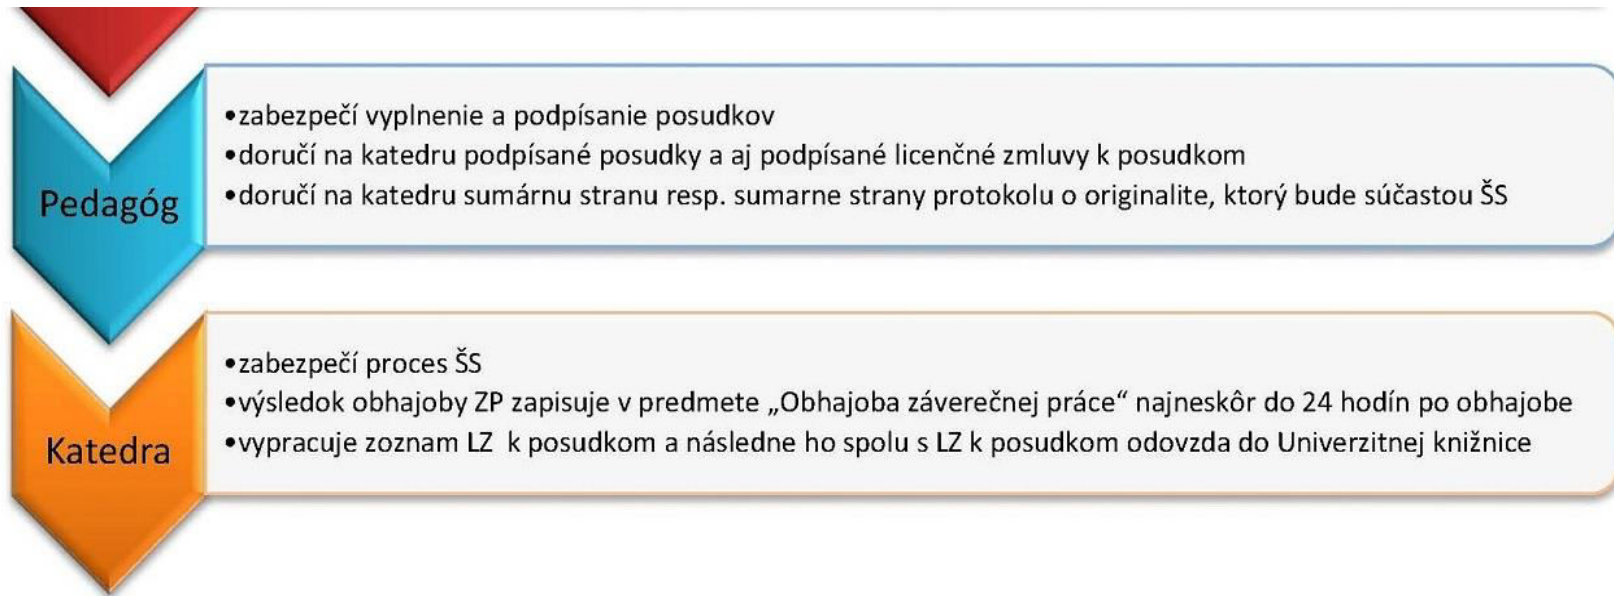 Pedagóg
•zabezpečí vyplnenie a podpísanie posudkov
•doručí na katedru podpísané posudky a aj podpísané licenčné zmluvy k posudkom
•doručí na katedru sumárnu stranu resp. sumarne strany protokolu o originalite, ktorý bude súčastou ŠS
Katedra
•zabezpečí proces ŠS
•výsledok obhajoby ZP zapisuje v predmete „Obhajoba záverečnej práce“ najneskôr do 24 hodín po obhajobe
•vypracuje zoznam LZ k posudkom a následne ho spolu s LZ k posudkom odovzda do Univerzitnej knižnice